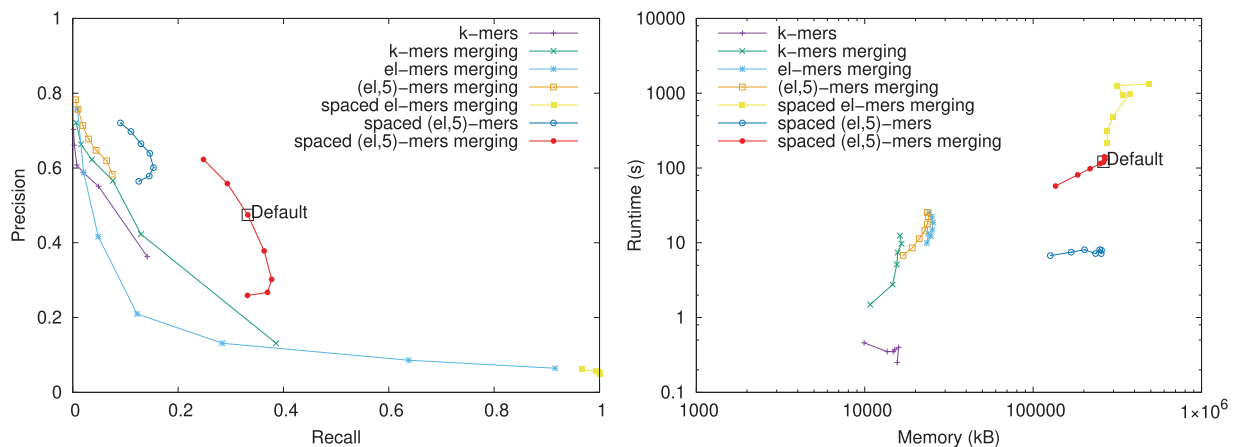 1
0.8
0.6
0.4
0.2
0
0 0.2 0.4 0.6 0.8 1
Precision
Recall
k−mers
k−mers merging
el−mers merging
(el,5)−mers merging
spaced el−mers merging
spaced (el,5)−mers
spaced (el,5)−mers merging
Default
10000
1000
100
10
1
0.1
1000 10000 100000 1×10^6
Runtime (s)
Memory (kB)
k−mers
k−mers merging
el−mers merging
(el,5)−mers merging
spaced el−mers merging
spaced (el,5)−mers
spaced (el,5)−mers merging
Default